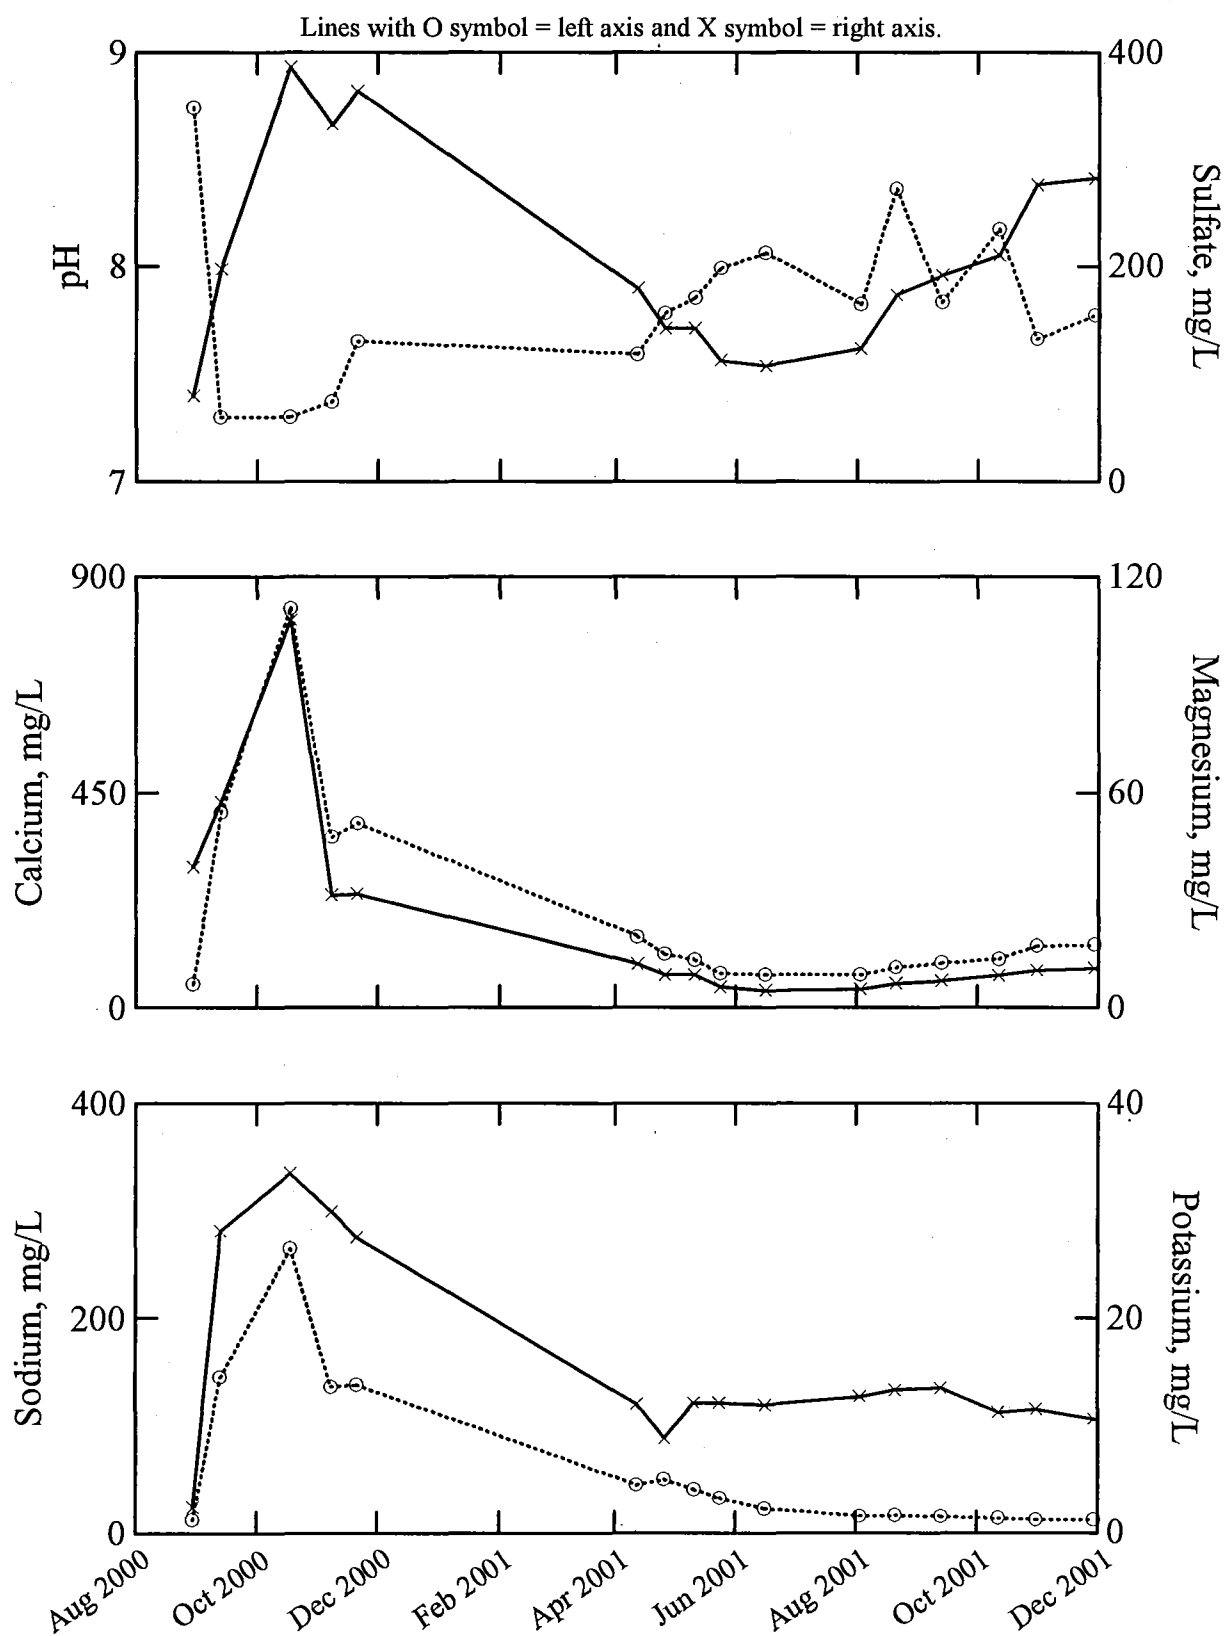 Lines with O symbol = left axis and X symbol = right axis.
9
8
7
pH
400
200
0
Sulfate, mg/L
900
450
0
Calcium, mg/L
120
60
0
Magnesium, mg/L
400
200
0
Sodium, mg/L
40
20
0
Potassium, mg/L
Aug 2000
Oct 2000
Dec 2000
Feb 2001
Apr 2001
Jun 2001
Aug 2001
Oct 2001
Dec 2001